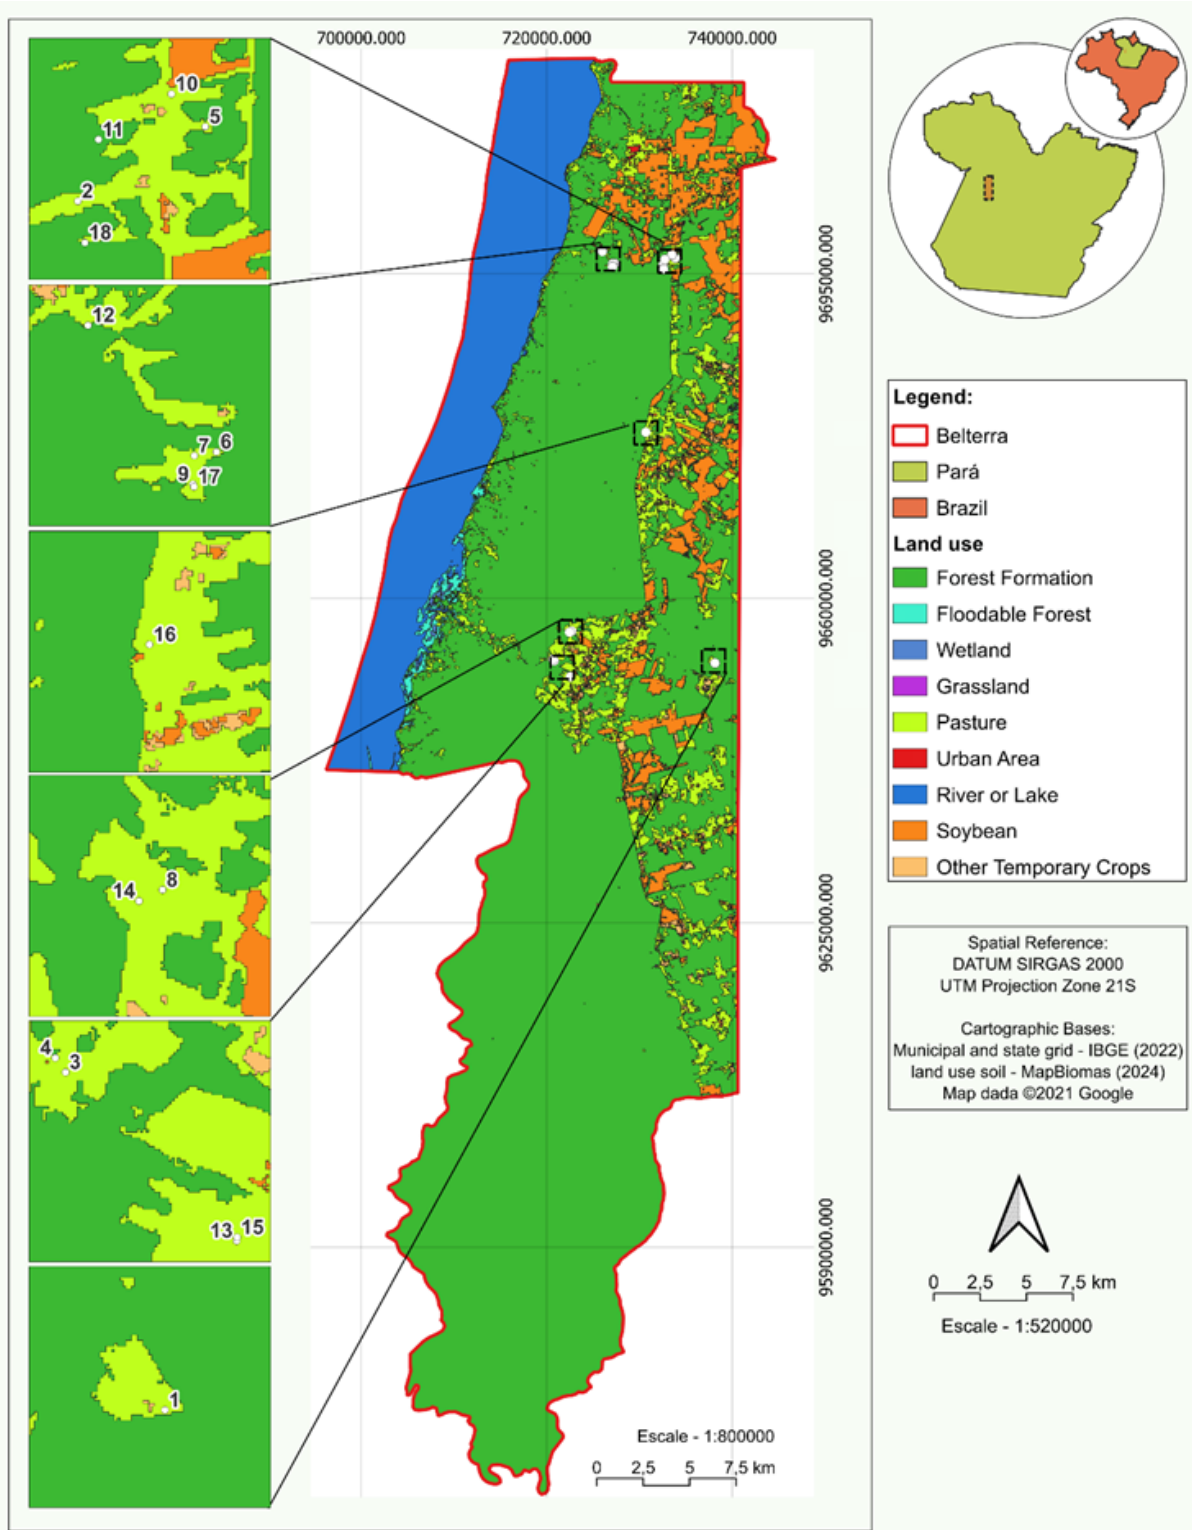 700000.000
720000.000
740000.000
10
5
11
2
18
12
7
6
9
17
16
14
8
4
3
13
15
1
9695000.000
9660000.000
9625000.000
9590000.000
Escale - 1:800000
0 2,5 5 7,5 km
Legend:
Belterra
Pará
Brazil
Land use
Forest Formation
Floodable Forest
Wetland
Grassland
Pasture
Urban Area
River or Lake
Soybean
Other Temporary Crops
Spatial Reference:
DATUM SIRGAS 2000
UTM Projection Zone 21S
Cartographic Bases:
Municipal and state grid - IBGE (2022)
land use soil - MapBiomas (2024)
Map dada ©2021 Google
0 2,5 5 7,5 km
Escale - 1:520000